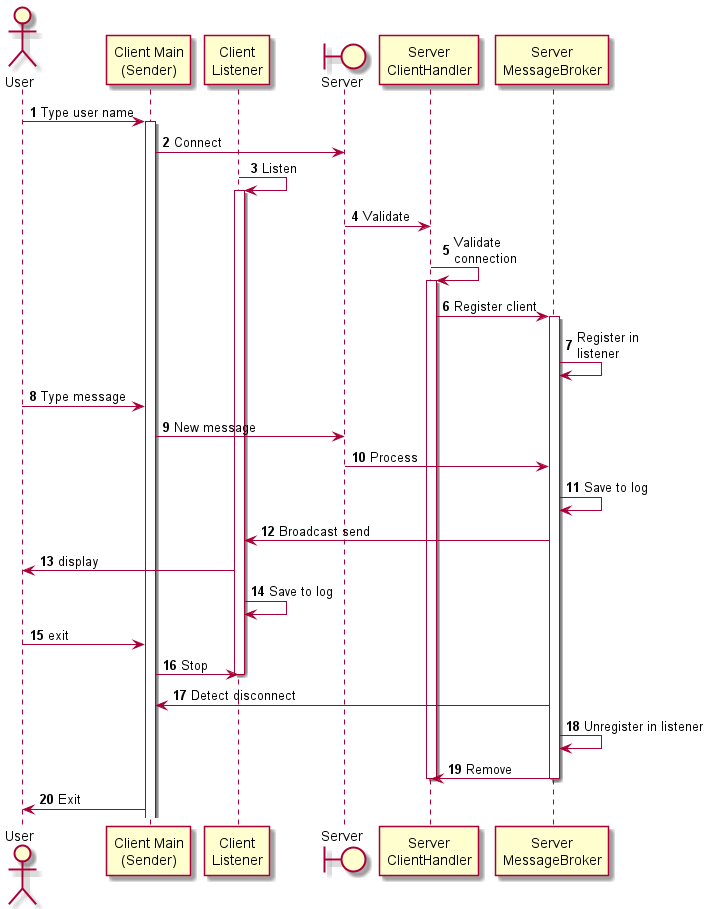 User
Client Main
(Sender)
Client
Listener
Server
Server
ClientHandler
Server
MessageBroker
1 Type user name
2 Connect
3 Listen
4 Validate
5 Validate
connection
6 Register client
7 Register in
listener
8 Type message
9 New message
10 Process
11 Save to log
12 Broadcast send
13 display
14 Save to log
15 exit
16 Stop
17 Detect disconnect
18 Unregister in listener
19 Remove
20 Exit
User
Client Main
(Sender)
Client
Listener
Server
Server
ClientHandler
Server
MessageBroker